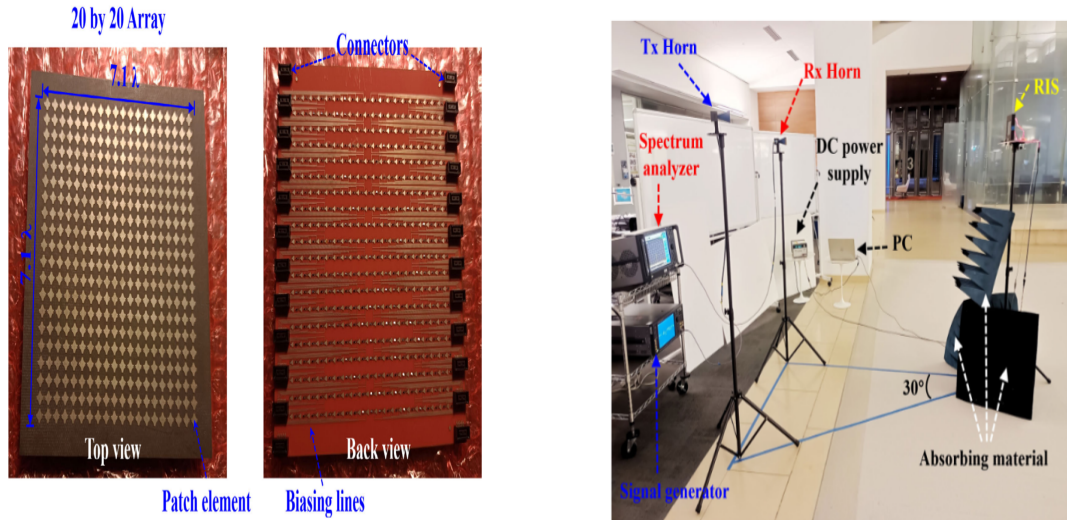 20 by 20 Array
7.1 λ
7.1 λ
Connectors
Top view
Back view
Patch element
Biasing lines
Tx Horn
Rx Horn
RIS
Spectrum
analyzer
DC power
supply
PC
30°
Absorbing material
Signal generator
3